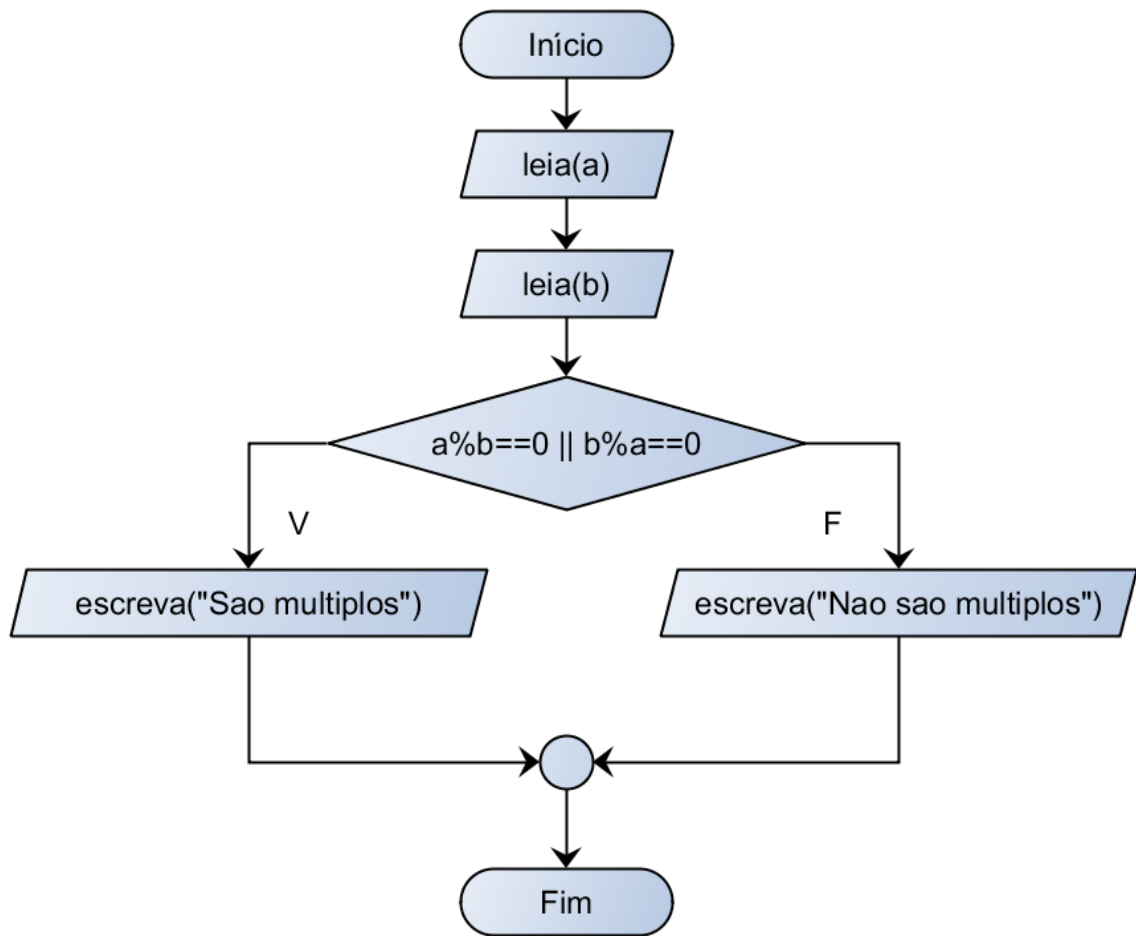 Início
leia(a)
leia(b)
a%b==0 || b%a==0
V
F
escreva("Sao multiplos")
escreva("Nao sao multiplos")
Fim